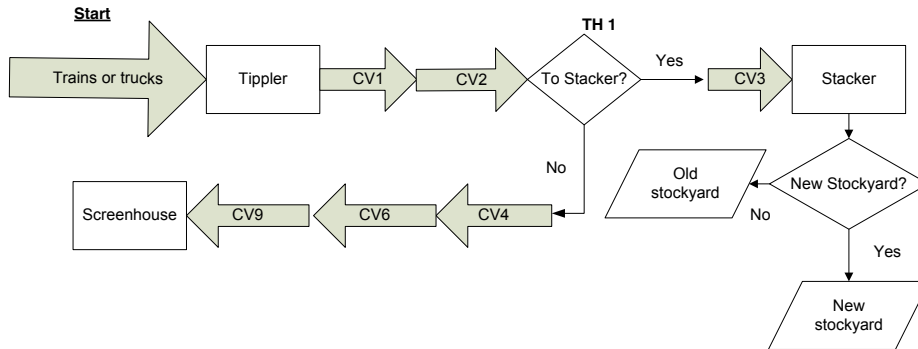 Start
TH 1
Trains or trucks
Tippler
CV1
CV2
To Stacker?
Yes
CV3
Stacker
No
Old
stockyard
No
New Stockyard?
Screenhouse
CV9
CV6
CV4
Yes
New
stockyard